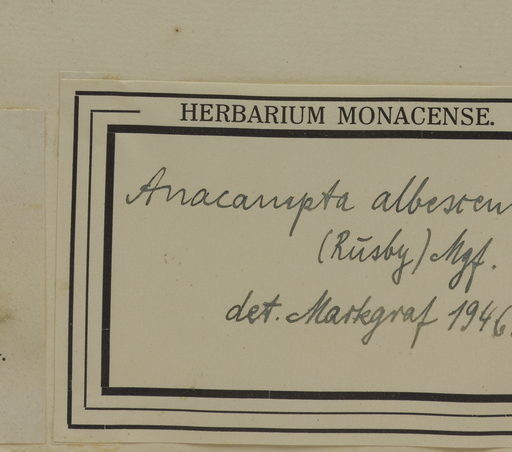 HERBARIUM MONACENSE.
Anacampta albescen
(Rusby) Mgf.
det. Markgraf 1946.